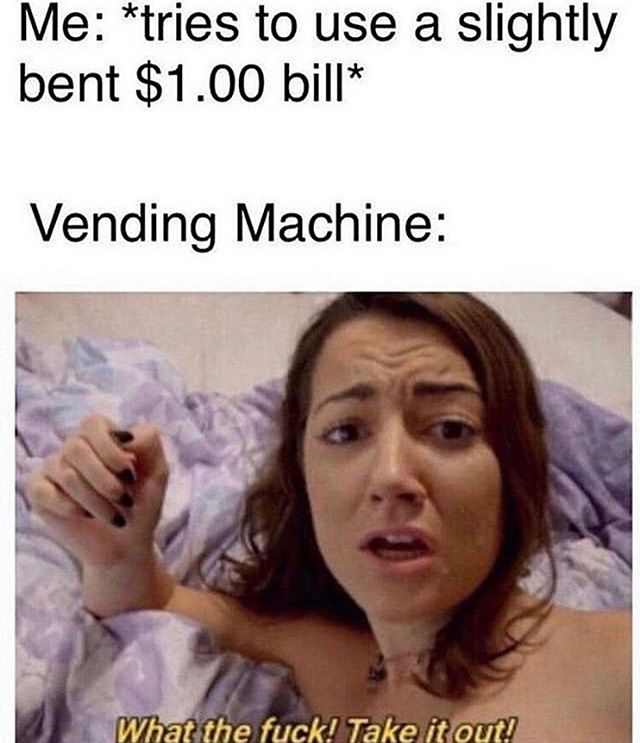 Me: *tries to use a slightly
bent $1.00 bill*
Vending Machine:
What the fuck! Take it out!